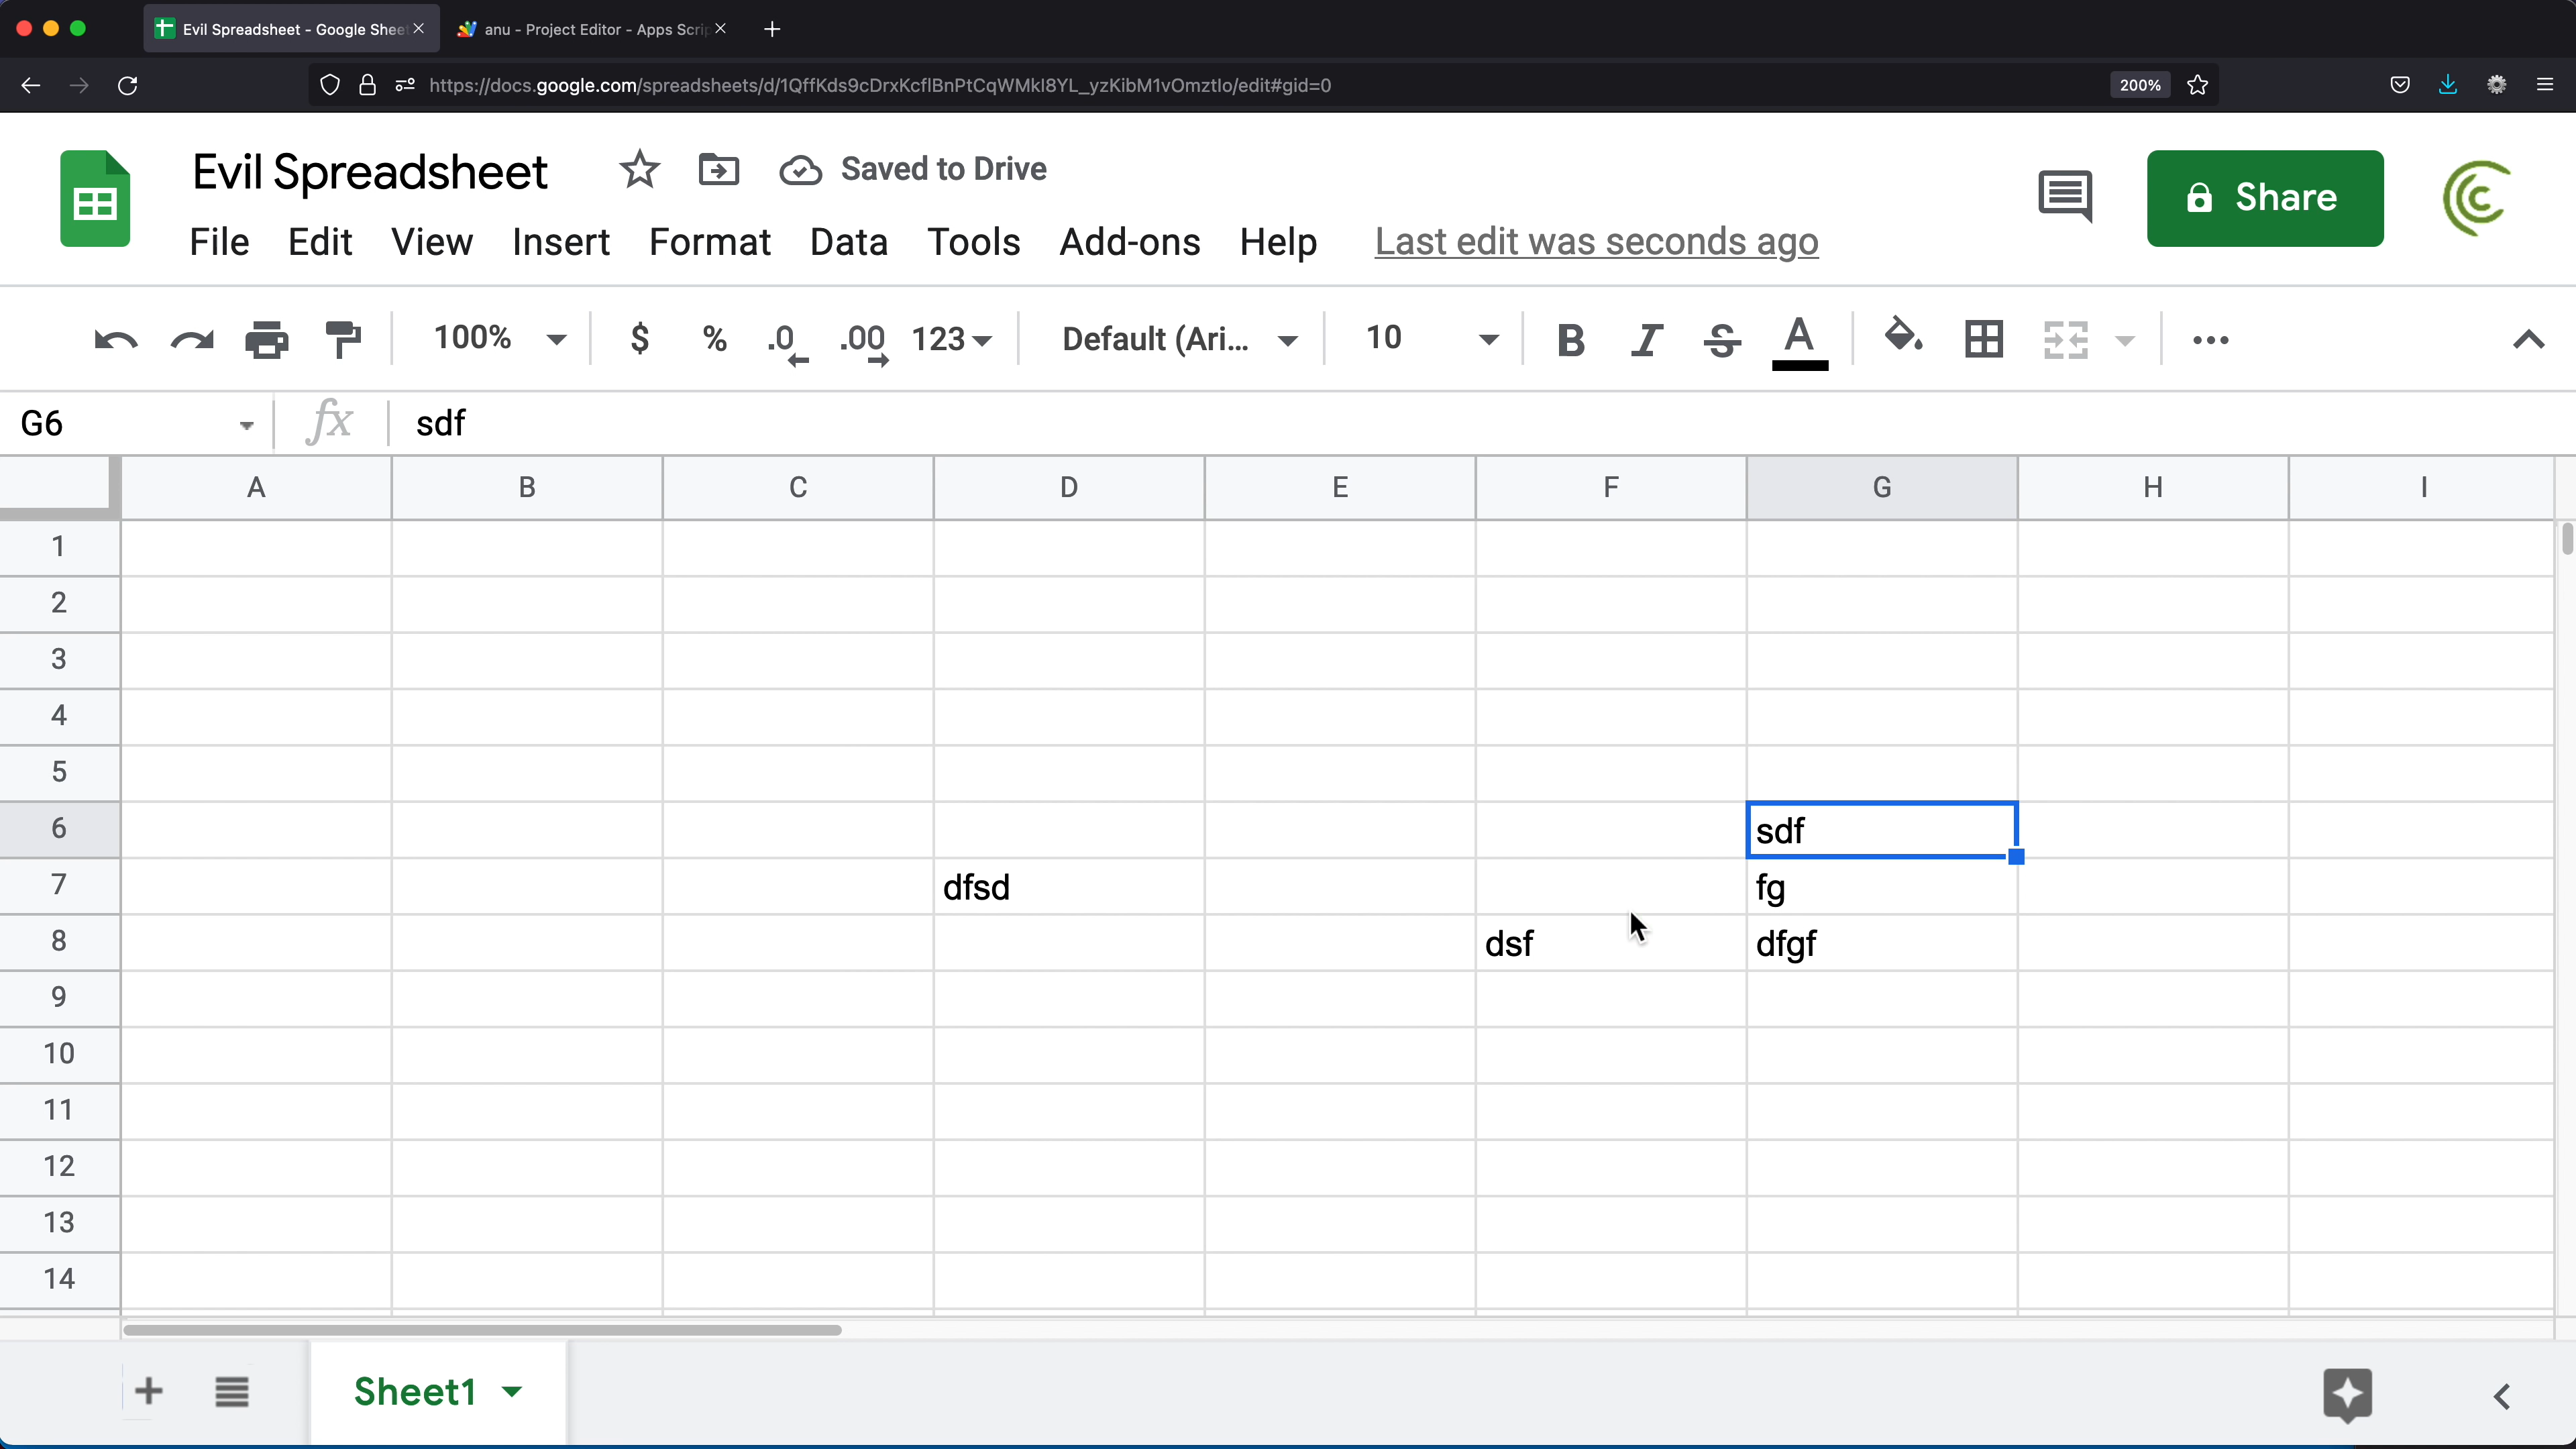 Evil Spreadsheet - Google Shee
anu - Project Editor - Apps Scrip
https://docs.google.com/spreadsheets/d/1QffKds9cDrxKcflBnPtCqWMkI8YL_yzKibM1vOmztIo/edit#gid=0
200%
Evil Spreadsheet
Saved to Drive
Share
File Edit View Insert Format Data Tools Add-ons Help Last edit was seconds ago
100% $ % .0 .00 123 Default (Ari... 10 B I S A
G6 fx sdf
A B C D E F G H I
1
2
3
4
5
6 sdf
7 dfsd fg
8 dsf dfgf
9
10
11
12
13
14
Sheet1